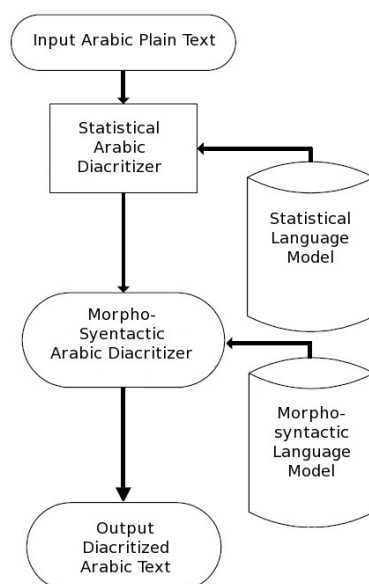 Input Arabic Plain Text
Statistical
Arabic
Diacritizer
Statistical
Language
Model
Morpho-
Syentactic
Arabic Diacritizer
Morpho-
syntactic
Language
Model
Output
Diacritized
Arabic Text